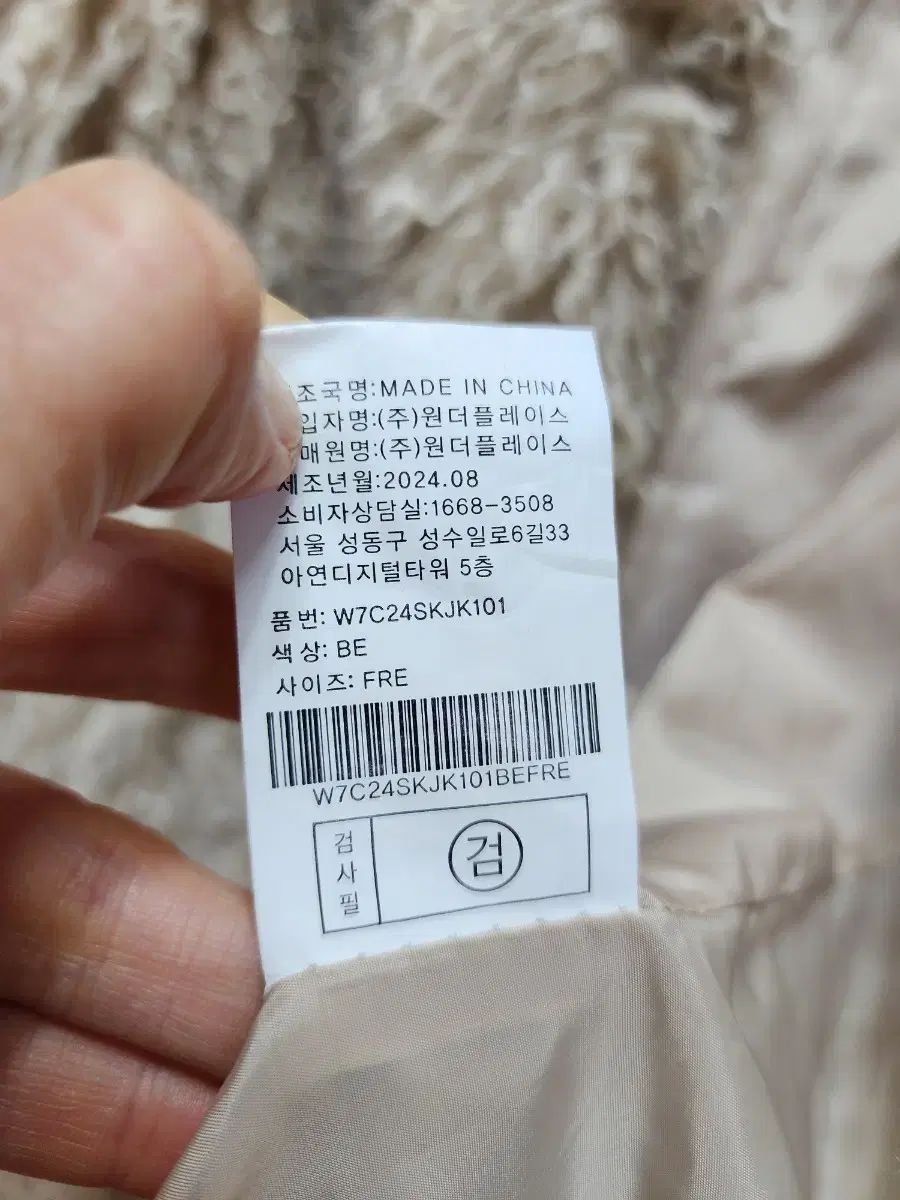 조국명:MADE IN CHINA
입자명:(주)원더플레이스
매원명:(주)원더플레이스
제조년월:2024.08
소비자상담실:1668-3508
서울 성동구 성수일로6길33
아연디지털타워 5층
품번: W7C24SKJK101
색상: BE
사이즈: FRE
W7C24SKJK101BEFRE
검사필
검